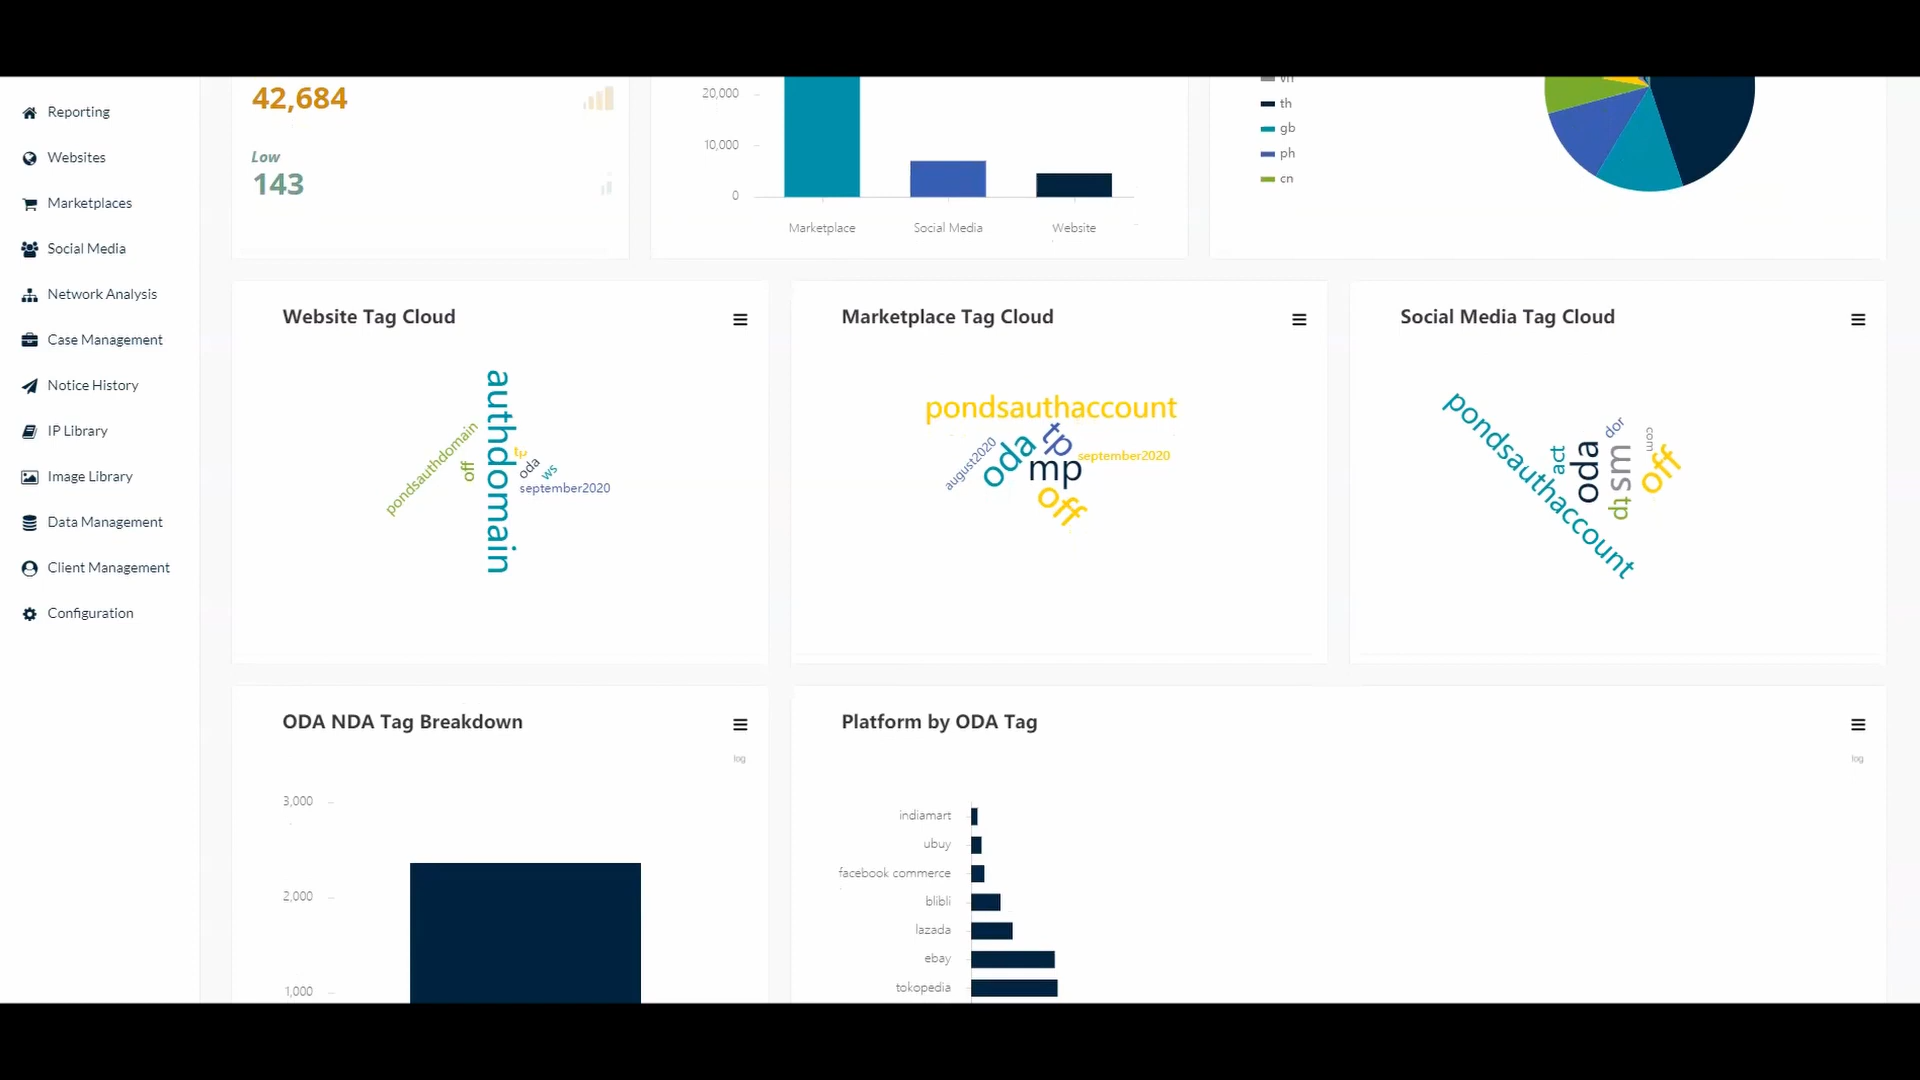 Reporting
Websites
Marketplaces
Social Media
Network Analysis
Case Management
Notice History
IP Library
Image Library
Data Management
Client Management
Configuration
42,684
Low
143
20,000
10,000
0
Marketplace
Social Media
Website
th
gb
ph
cn
Website Tag Cloud
authdomain
pondsauthdomain
off
tp
oda
ws
september2020
Marketplace Tag Cloud
pondsauthaccount
august2020
oda
tp
mp
september2020
off
Social Media Tag Cloud
pondsauthaccount
act
oda
dor
sm
com
off
tp
ODA NDA Tag Breakdown
log
3,000
2,000
1,000
Platform by ODA Tag
log
indiamart
ubuy
facebook commerce
blibli
lazada
ebay
tokopedia